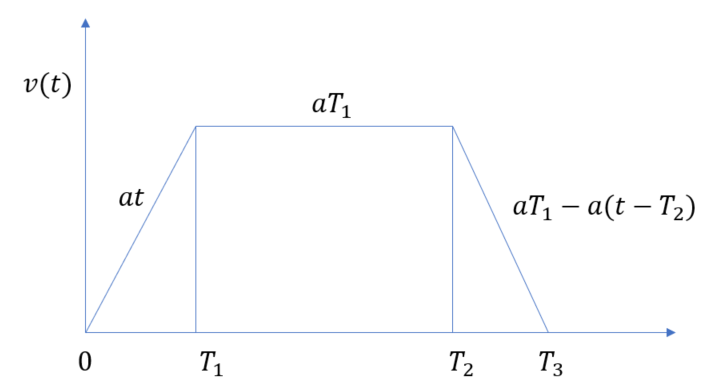 v(t)
aT₁
at
aT₁ − a(t − T₂)
0 T₁ T₂ T₃